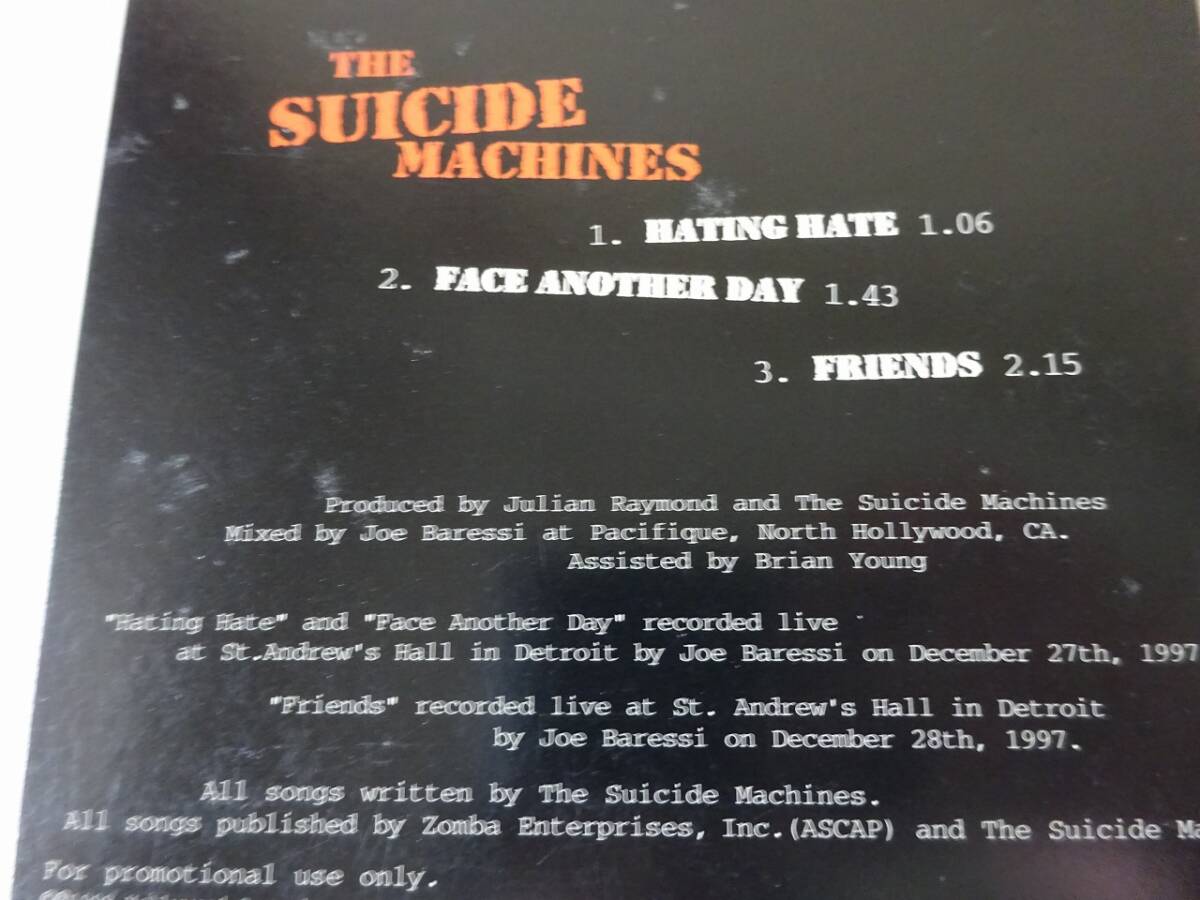 THE
SUICIDE
MACHINES
1. HATING HATE 1.06
2. FACE ANOTHER DAY 1.43
3. FRIENDS 2.15
Produced by Julian Raymond and The Suicide Machines
Mixed by Joe Baressi at Pacifique, North Hollywood, CA.
Assisted by Brian Young
"Hating Hate" and "Face Another Day" recorded live
at St.Andrew's Hall in Detroit by Joe Baressi on December 27th, 1997
"Friends" recorded live at St. Andrew's Hall in Detroit
by Joe Baressi on December 28th, 1997.
All songs written by The Suicide Machines.
All songs published by Zomba Enterprises, Inc.(ASCAP) and The Suicide Ma
For promotional use only.